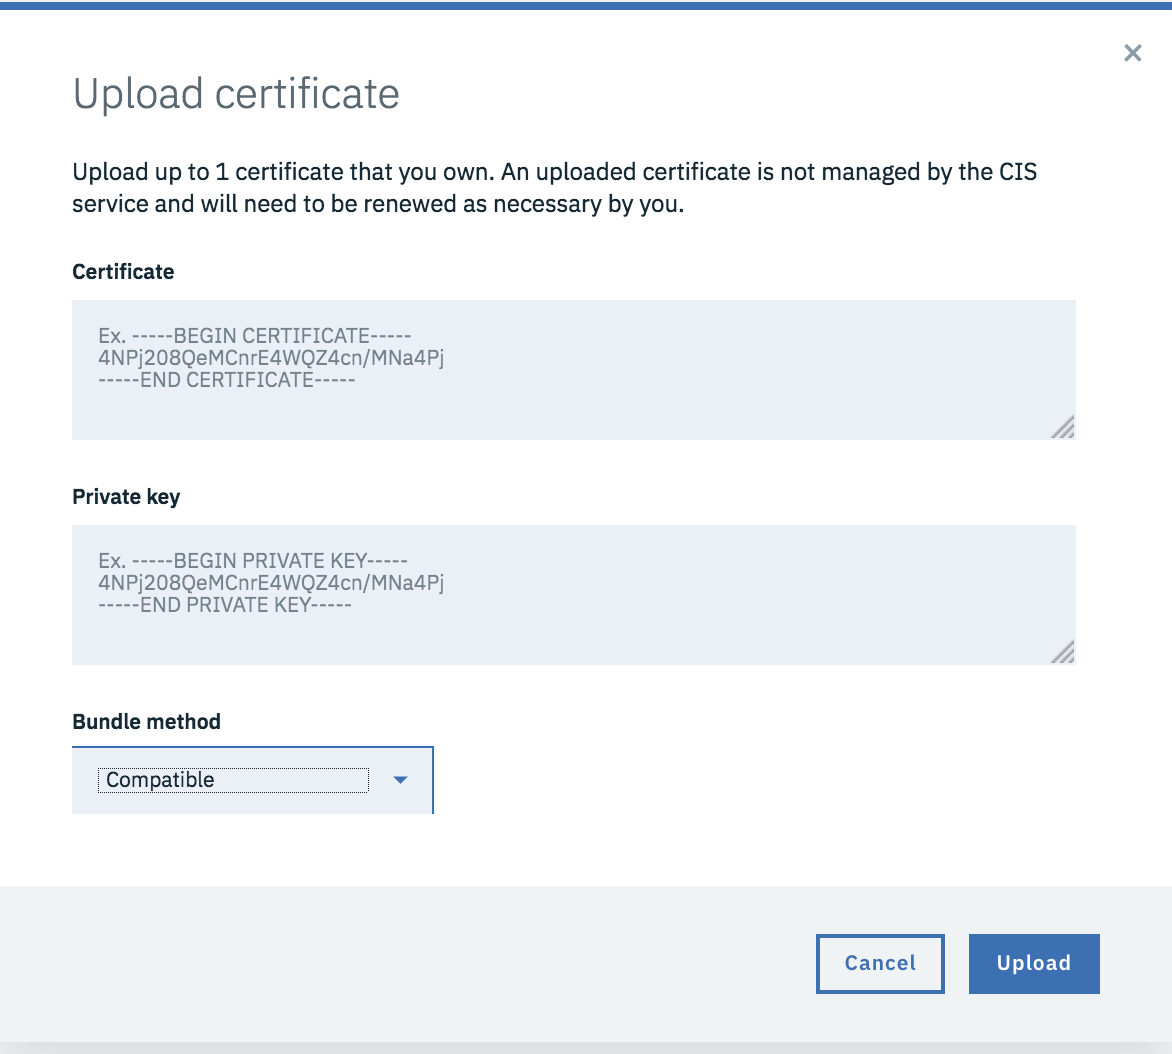 Upload certificate
Upload up to 1 certificate that you own. An uploaded certificate is not managed by the CIS
service and will need to be renewed as necessary by you.
Certificate
Ex. -----BEGIN CERTIFICATE-----
4NPj208QeMCnrE4WQZ4cn/MNa4Pj
-----END CERTIFICATE-----
Private key
Ex. -----BEGIN PRIVATE KEY-----
4NPj208QeMCnrE4WQZ4cn/MNa4Pj
-----END PRIVATE KEY-----
Bundle method
Compatible
Cancel
Upload